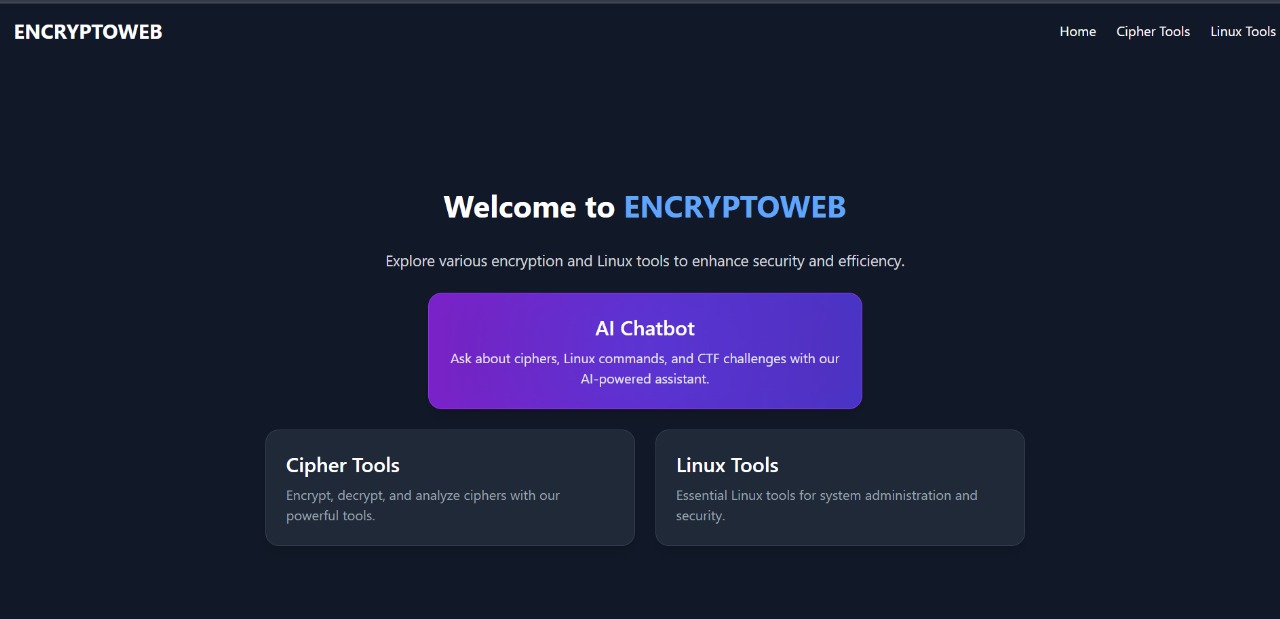 ENCRYPTOWEB
Home Cipher Tools Linux Tools
Welcome to ENCRYPTOWEB
Explore various encryption and Linux tools to enhance security and efficiency.
AI Chatbot
Ask about ciphers, Linux commands, and CTF challenges with our
AI-powered assistant.
Cipher Tools
Encrypt, decrypt, and analyze ciphers with our
powerful tools.
Linux Tools
Essential Linux tools for system administration and
security.